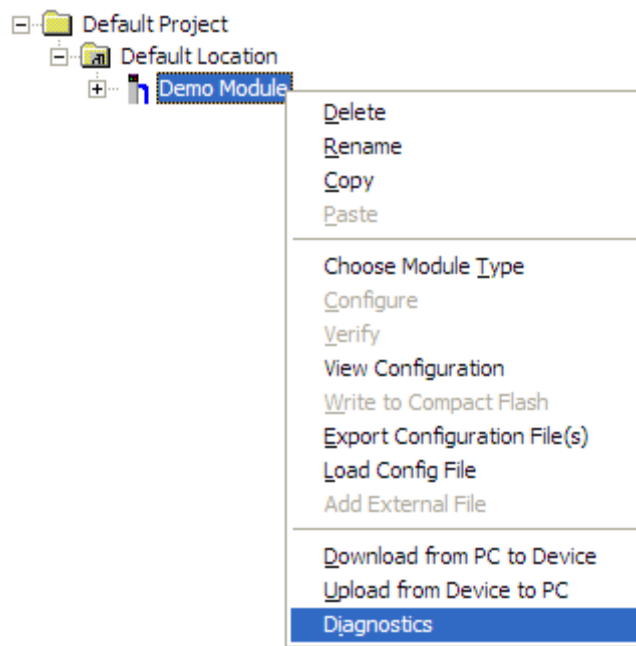 Default Project
Default Location
Demo Module
Delete
Rename
Copy
Paste
Choose Module Type
Configure
Verify
View Configuration
Write to Compact Flash
Export Configuration File(s)
Load Config File
Add External File
Download from PC to Device
Upload from Device to PC
Diagnostics